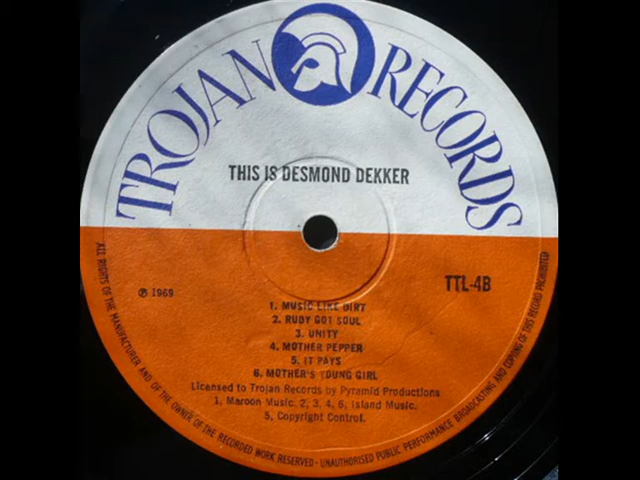 TROJAN RECORDS
THIS IS DESMOND DEKKER
TTL-4B
℗ 1969
1. MUSIC LIKE DIRT
2. RUDY GOT SOUL
3. UNITY
4. MOTHER PEPPER
5. IT PAYS
6. MOTHER'S YOUNG GIRL
Licensed to Trojan Records by Pyramid Productions
1, Maroon Music. 2, 3, 4, 6, Island Music.
5, Copyright Control.
ALL RIGHTS OF THE MANUFACTURER AND OF THE OWNER OF THE RECORDED WORK RESERVED - UNAUTHORISED PUBLIC PERFORMANCE BROADCASTING AND COPYING OF THIS RECORD PROHIBITED